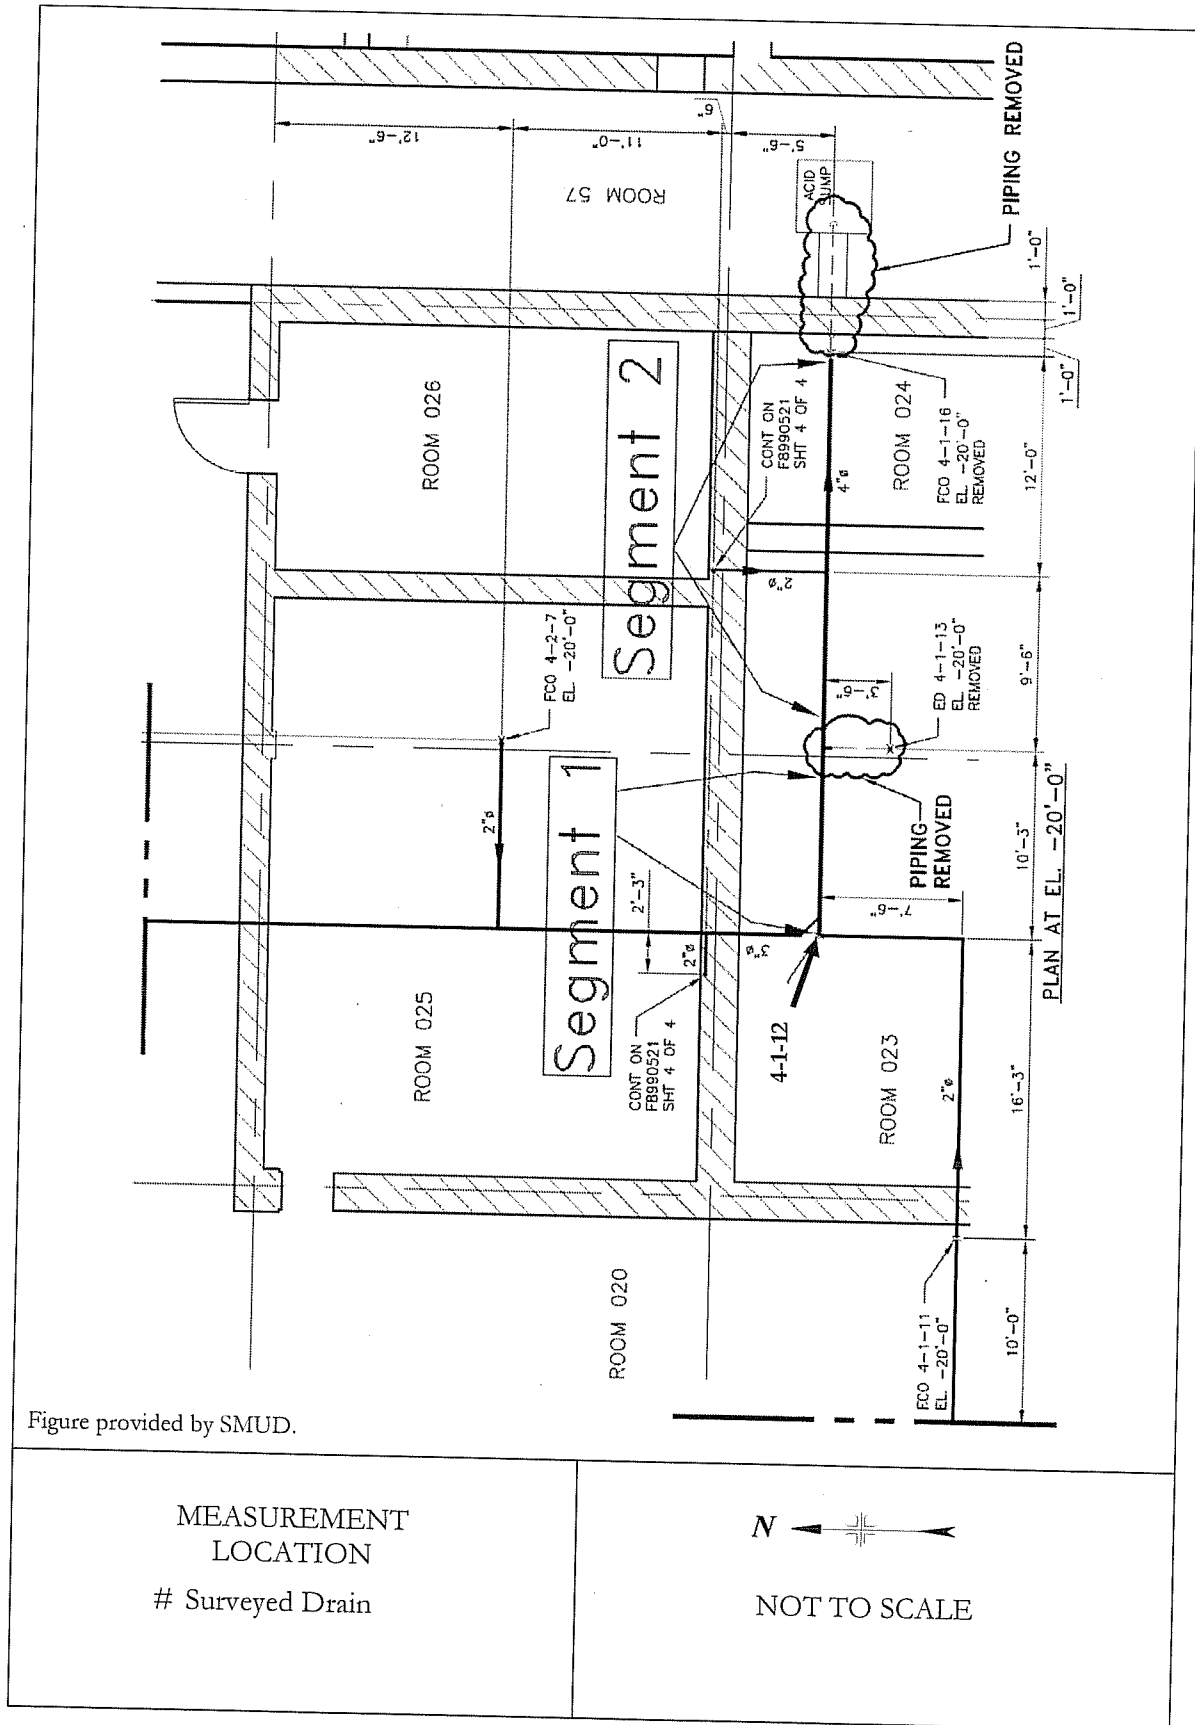 12'-6"
11'-0"
6"
5'-6"
ROOM 57
ACID
SUMP
PIPING REMOVED
1'-0"
1'-0"
1'-0"
ROOM 026
Segment 2
CONT ON
FB990521
SHT 4 OF 4
4"ø
ROOM 024
FCO 4-1-16
EL. -20'-0"
REMOVED
12'-0"
2"ø
FCO 4-2-7
EL. -20'-0"
3'-6"
ED 4-1-13
EL. -20'-0"
REMOVED
9'-6"
2"ø
Segment 1
2'-3"
2"ø
3"ø
PIPING
REMOVED
7'-6"
10'-3"
PLAN AT EL. -20'-0"
ROOM 025
CONT ON
FB990521
SHT 4 OF 4
4-1-12
ROOM 023
2"ø
16'-3"
ROOM 020
FCO 4-1-11
EL. -20'-0"
10'-0"
Figure provided by SMUD.
MEASUREMENT
LOCATION
# Surveyed Drain
N
NOT TO SCALE